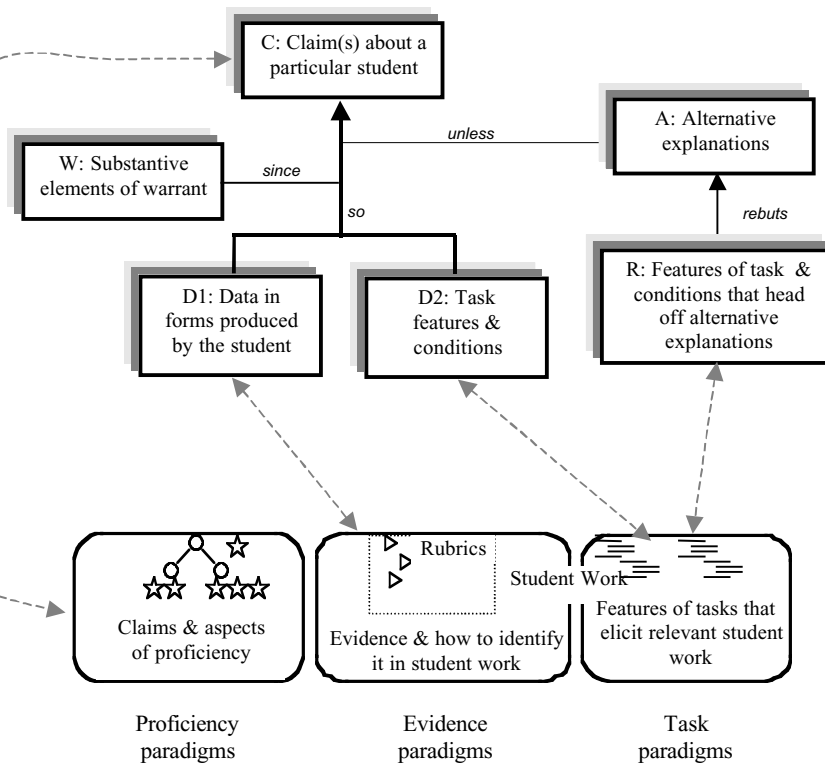 C: Claim(s) about a
particular student
unless
A: Alternative
explanations
W: Substantive
elements of warrant
since
so
rebuts
D1: Data in
forms produced
by the student
D2: Task
features &
conditions
R: Features of task &
conditions that head
off alternative
explanations
Claims & aspects
of proficiency
Rubrics
Student Work
Evidence & how to identify
it in student work
Features of tasks that
elicit relevant student
work
Proficiency
paradigms
Evidence
paradigms
Task
paradigms